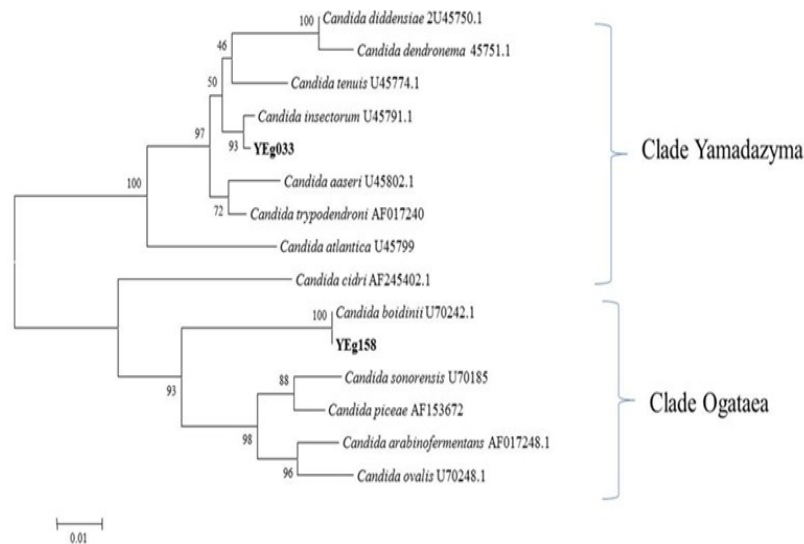 Candida diddensiae 2U45750.1
100
Candida dendronema 45751.1
46
Candida tenuis U45774.1
50
Candida insectorum U45791.1
97
93
YEg033
Clade Yamadazyma
Candida aaseri U45802.1
100
72
Candida trypodendroni AF017240
Candida atlantica U45799
Candida cidri AF245402.1
Candida boidinii U70242.1
100
YEg158
Candida sonorensis U70185
88
93
Candida piceae AF153672
Clade Ogataea
98
Candida arabinofermentans AF017248.1
96
Candida ovalis U70248.1
0.01